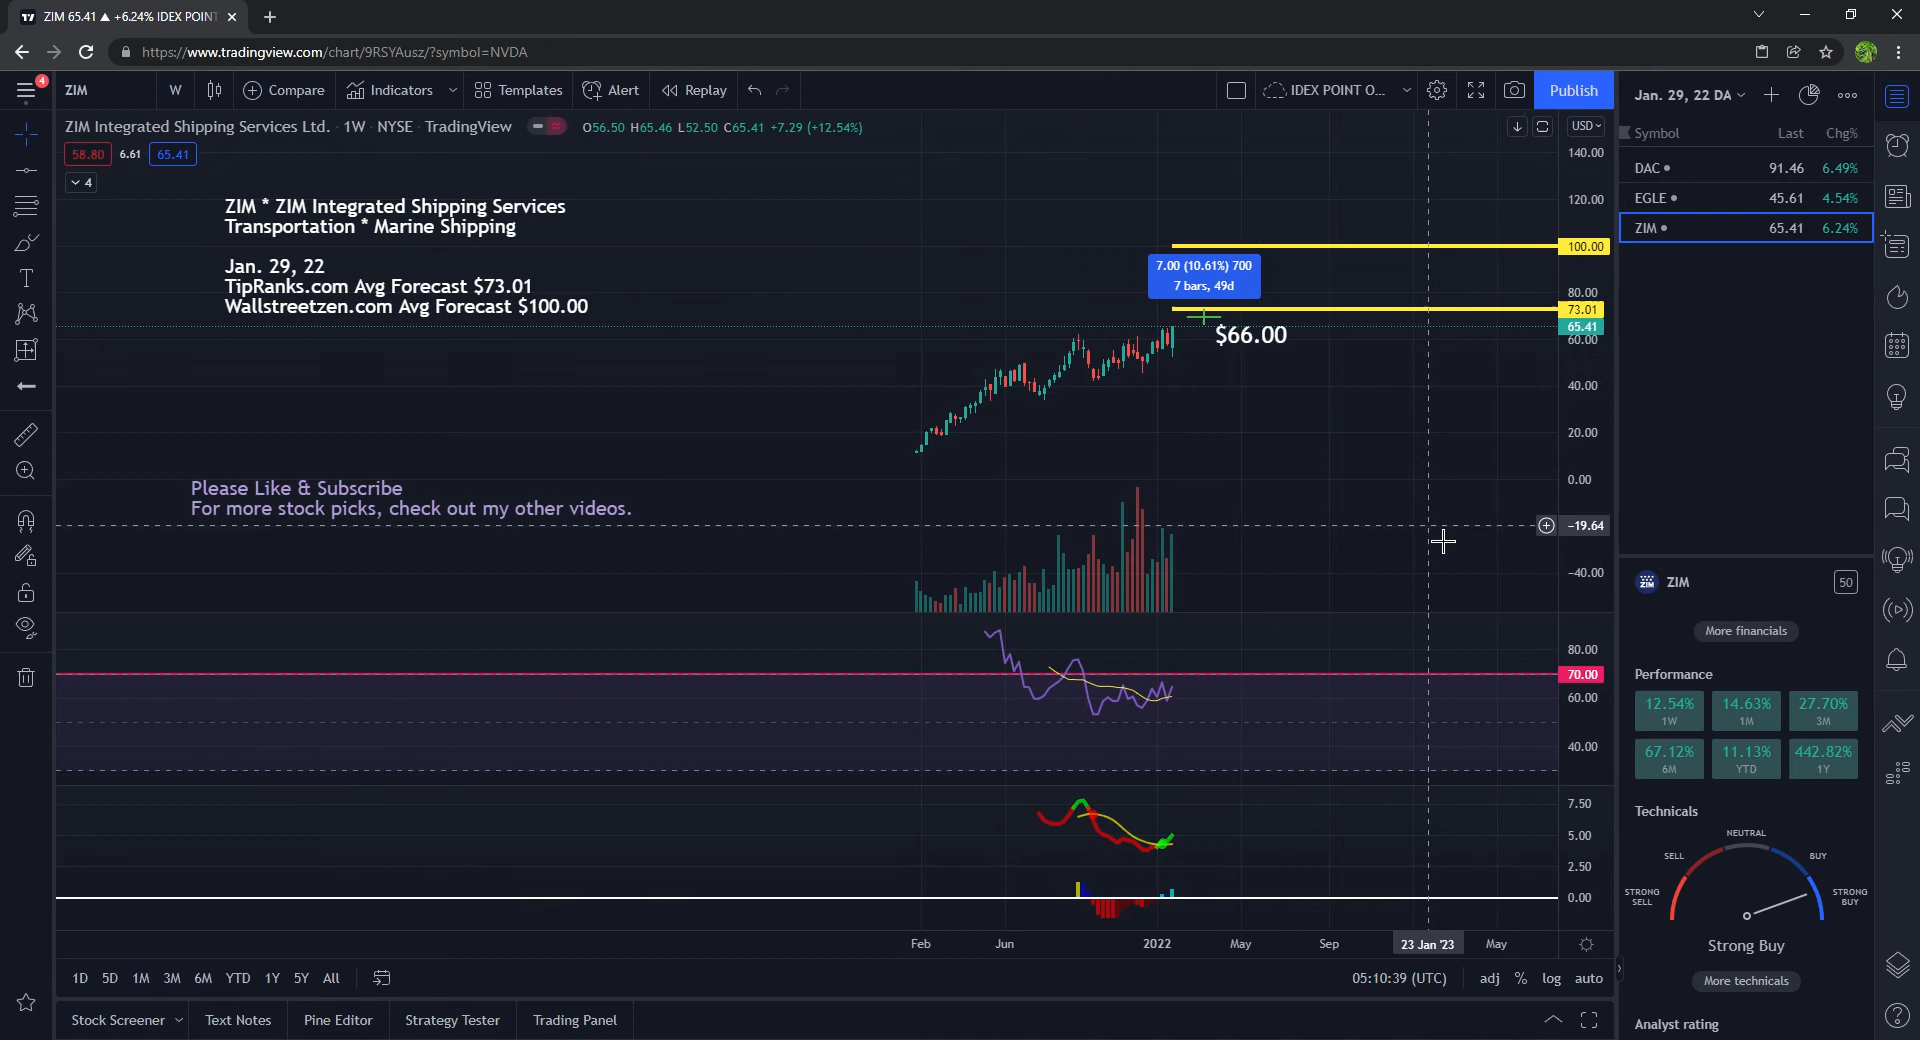 ZIM 65.41 ▲ +6.24% IDEX POINT
https://www.tradingview.com/chart/9RSYAusz/?symbol=NVDA
4
ZIM W Compare Indicators Templates Alert Replay IDEX POINT O... Publish
ZIM Integrated Shipping Services Ltd. · 1W · NYSE · TradingView O56.50 H65.46 L52.50 C65.41 +7.29 (+12.54%)
58.80 6.61 65.41
4
USD
ZIM * ZIM Integrated Shipping Services
Transportation * Marine Shipping
Jan. 29, 22
TipRanks.com Avg Forecast $73.01
Wallstreetzen.com Avg Forecast $100.00
7.00 (10.61%) 700
7 bars, 49d
$66.00
Please Like & Subscribe
For more stock picks, check out my other videos.
140.00
120.00
100.00
80.00
73.01
65.41
60.00
40.00
20.00
0.00
−19.64
−40.00
80.00
70.00
60.00
40.00
7.50
5.00
2.50
0.00
Feb Jun 2022 May Sep 23 Jan '23 May
1D 5D 1M 3M 6M YTD 1Y 5Y All 05:10:39 (UTC) adj % log auto
Stock Screener Text Notes Pine Editor Strategy Tester Trading Panel
Jan. 29, 22 DA
Symbol Last Chg%
DAC 91.46 6.49%
EGLE 45.61 4.54%
ZIM 65.41 6.24%
ZIM ZIM 50
More financials
Performance
12.54% 14.63% 27.70%
1W 1M 3M
67.12% 11.13% 442.82%
6M YTD 1Y
Technicals
NEUTRAL
SELL BUY
STRONG SELL STRONG BUY
Strong Buy
More technicals
Analyst rating